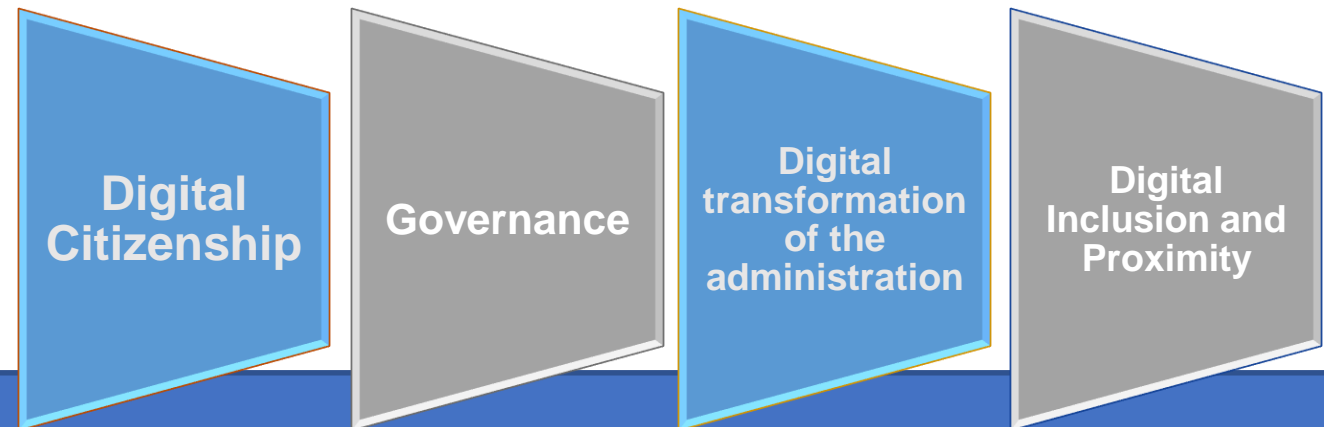 Digital
Citizenship
Governance
Digital
transformation
of the
administration
Digital
Inclusion and
Proximity